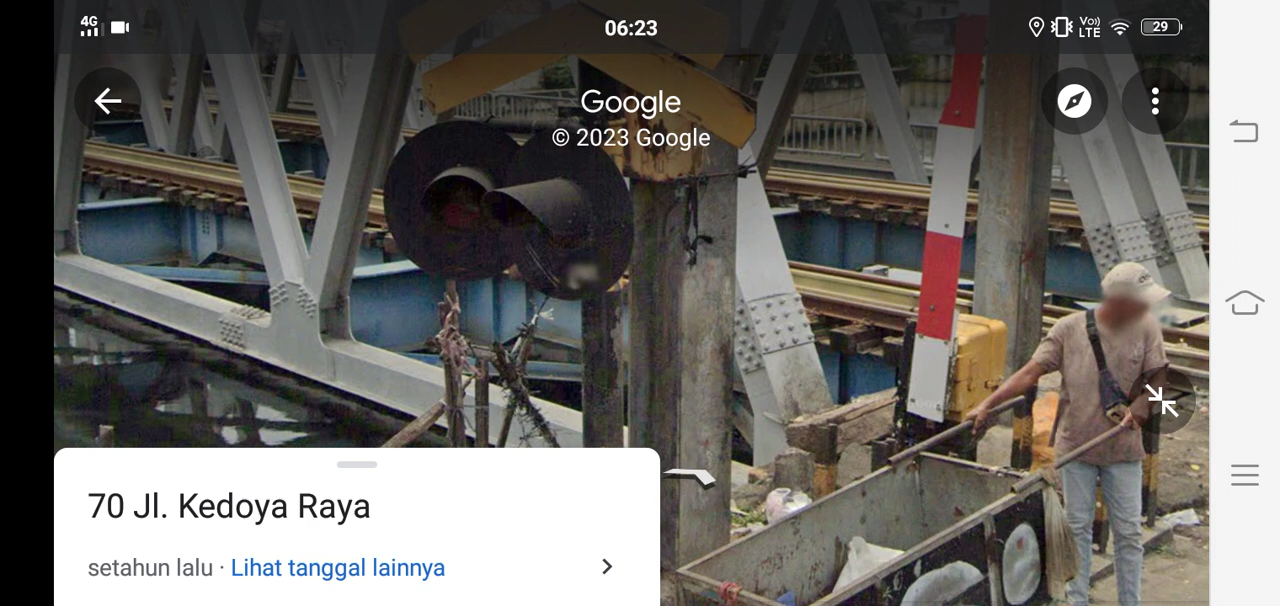 4G
06:23
Vo))
LTE
29
Google
© 2023 Google
70 Jl. Kedoya Raya
setahun lalu · Lihat tanggal lainnya